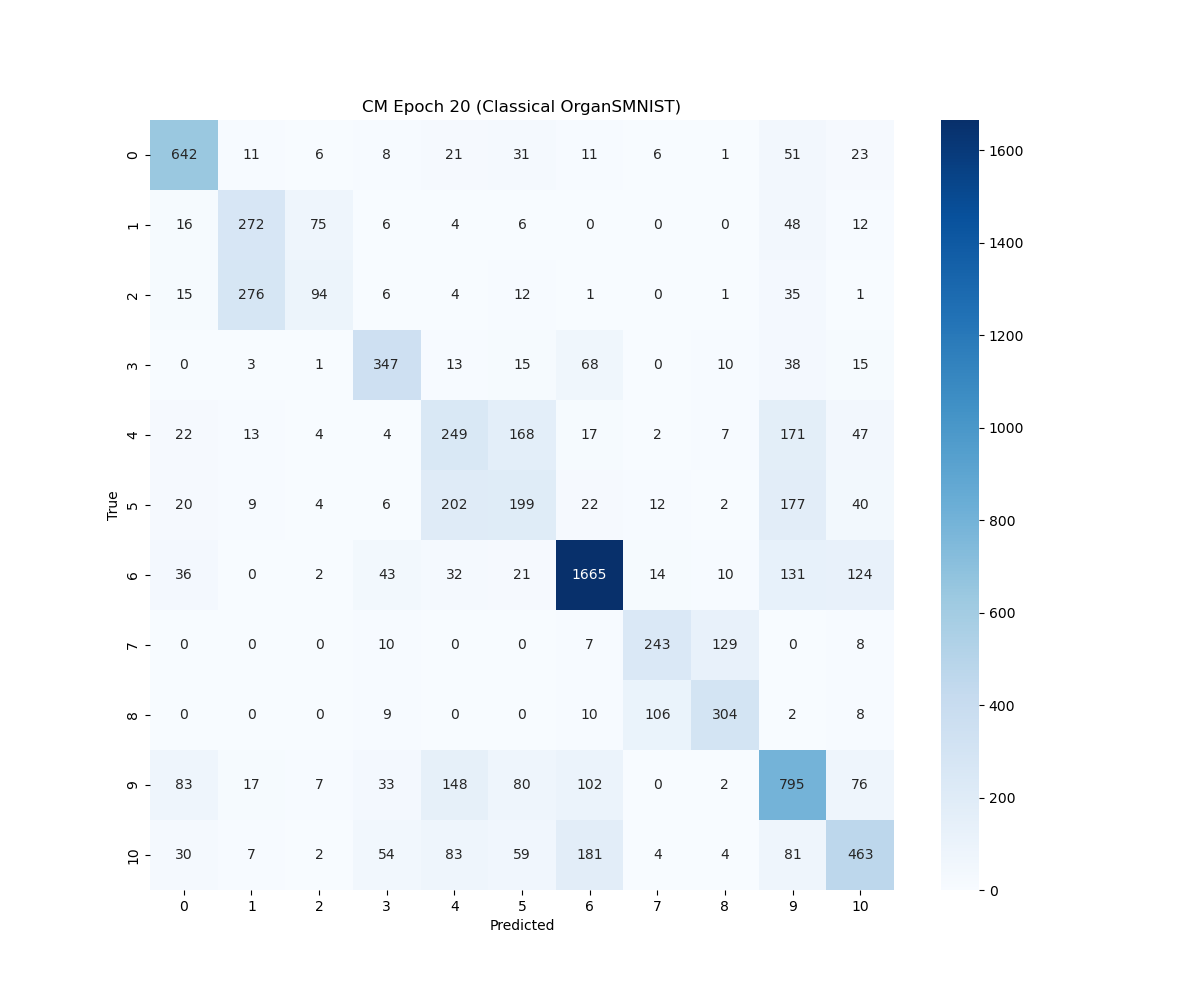 CM Epoch 20 (Classical OrganSMNIST)
0 642 11 6 8 21 31 11 6 1 51 23
1 16 272 75 6 4 6 0 0 0 48 12
2 15 276 94 6 4 12 1 0 1 35 1
3 0 3 1 347 13 15 68 0 10 38 15
4 22 13 4 4 249 168 17 2 7 171 47
5 20 9 4 6 202 199 22 12 2 177 40
6 36 0 2 43 32 21 1665 14 10 131 124
7 0 0 0 10 0 0 7 243 129 0 8
8 0 0 0 9 0 0 10 106 304 2 8
9 83 17 7 33 148 80 102 0 2 795 76
10 30 7 2 54 83 59 181 4 4 81 463
0 1 2 3 4 5 6 7 8 9 10
Predicted
True
1600
1400
1200
1000
800
600
400
200
0